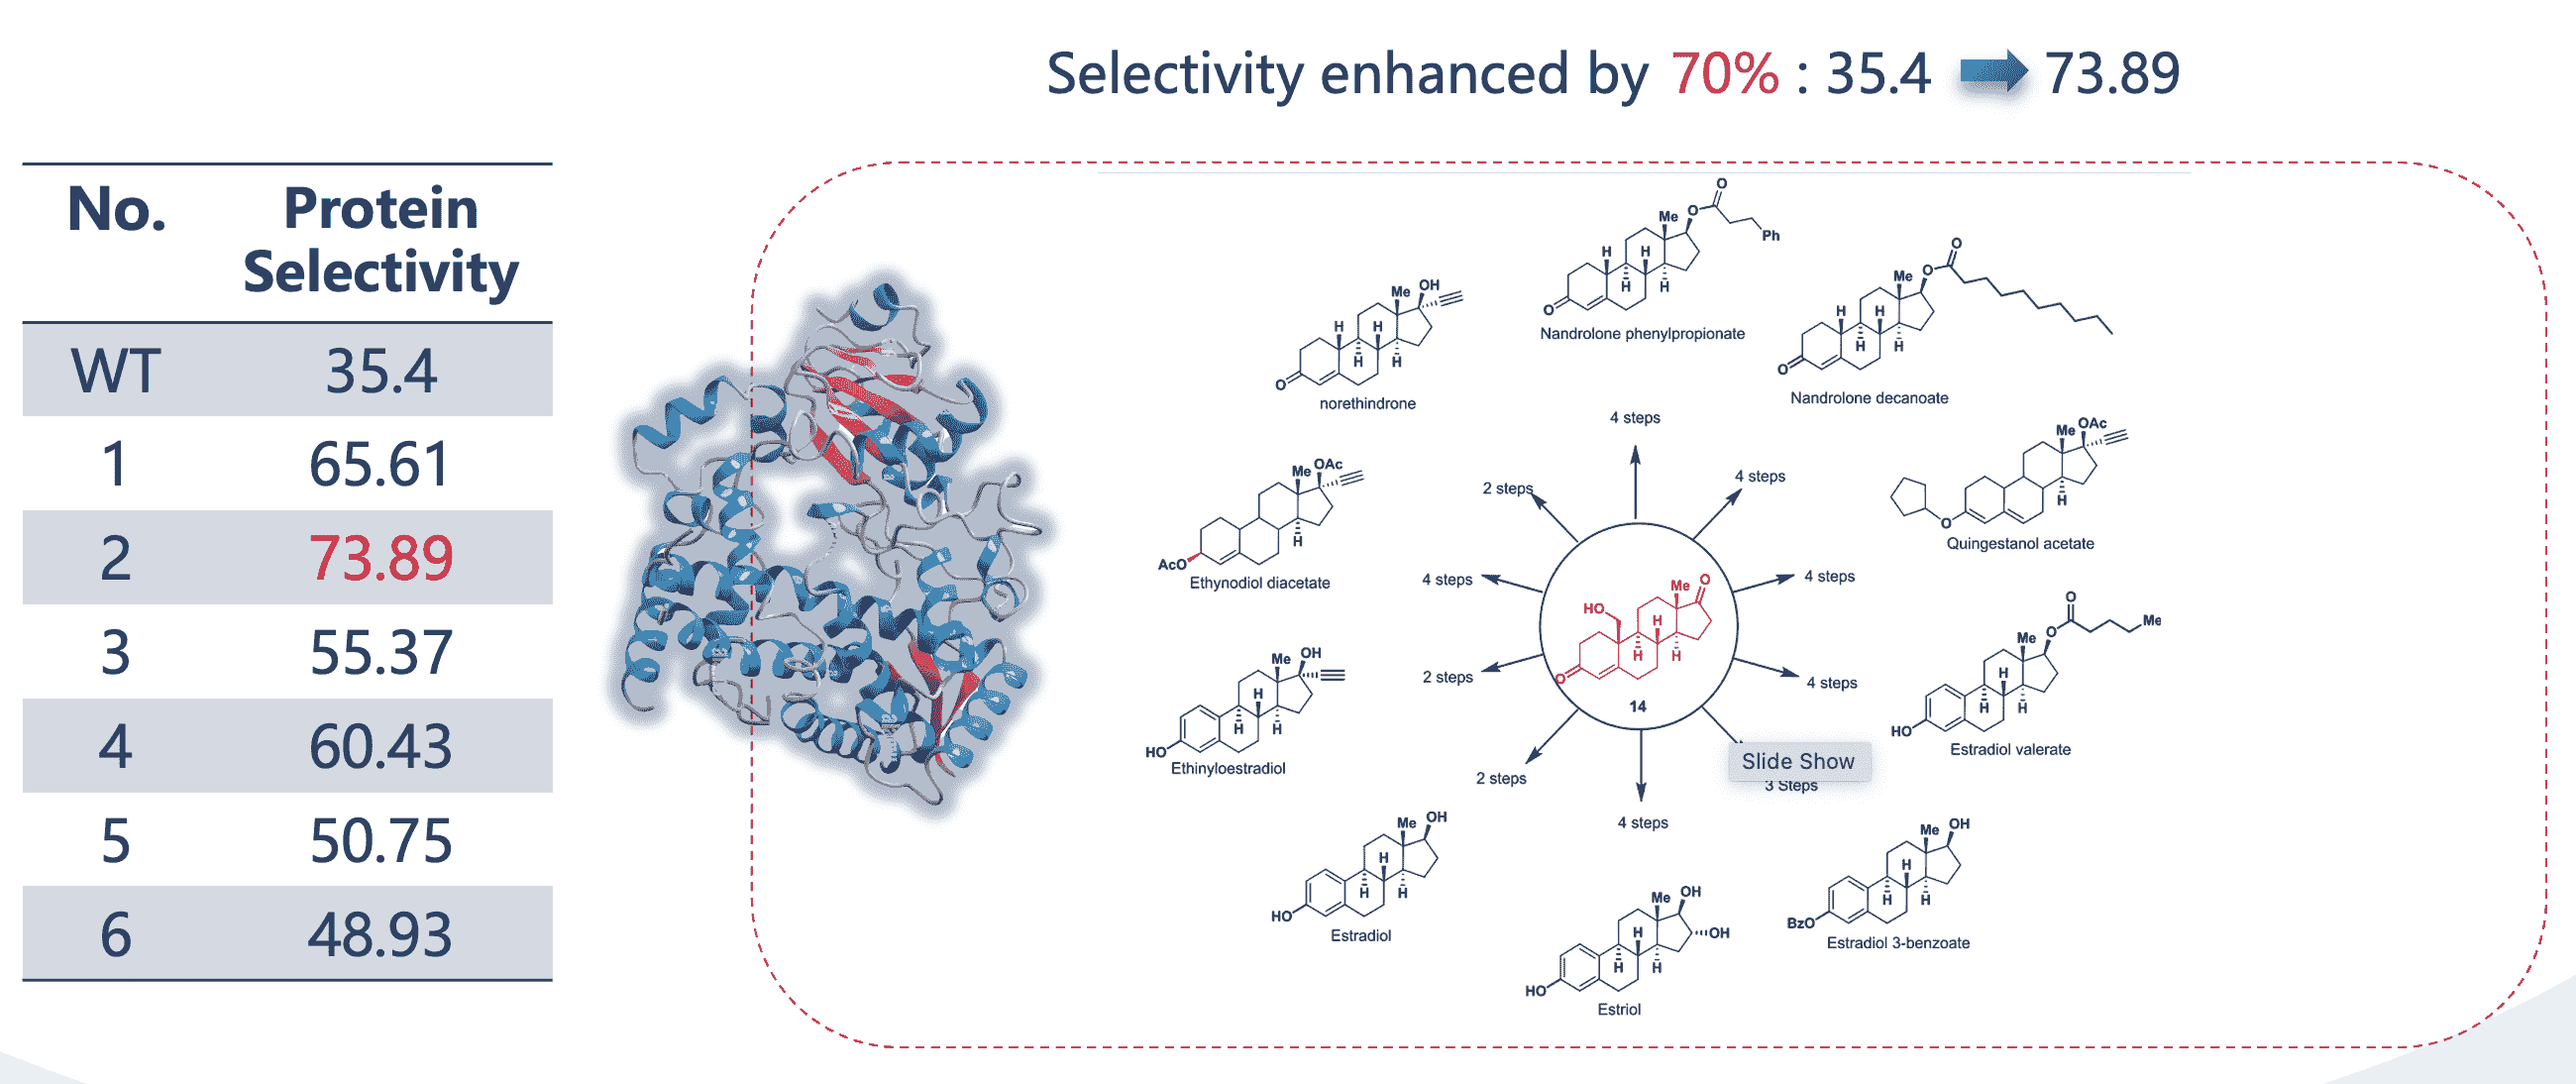 Selectivity enhanced by 70% : 35.4 73.89
No. Protein
Selectivity
WT 35.4
1 65.61
2 73.89
3 55.37
4 60.43
5 50.75
6 48.93
O
Me O
Ph
H H
H H
O
Nandrolone phenylpropionate
O
Me O
H H
H H
O
Nandrolone decanoate
Me OH
H H
H H
O
norethindrone
4 steps
2 steps
4 steps
Me OAc
H
O
Quingestanol acetate
Me OAc
H
AcO
Ethynodiol diacetate
4 steps
4 steps
Me O
HO
H
H H
O
14
O
Me
Me O
H
H H
HO
Estradiol valerate
2 steps
4 steps
Me OH
H
H H
HO
Ethinyloestradiol
Slide Show
3 Steps
2 steps
4 steps
Me OH
H
H H
HO
Estradiol
Me OH
H
H H
BzO
Estradiol 3-benzoate
Me OH
H OH
H H
HO
Estriol